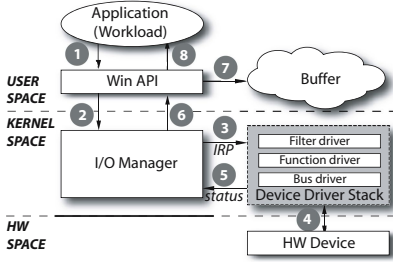 Application
(Workload)
1
8
Win API
7
Buffer
USER
SPACE
2
6
KERNEL
SPACE
I/O Manager
3
IRP
5
status
Filter driver
Function driver
Bus driver
Device Driver Stack
4
HW
SPACE
HW Device